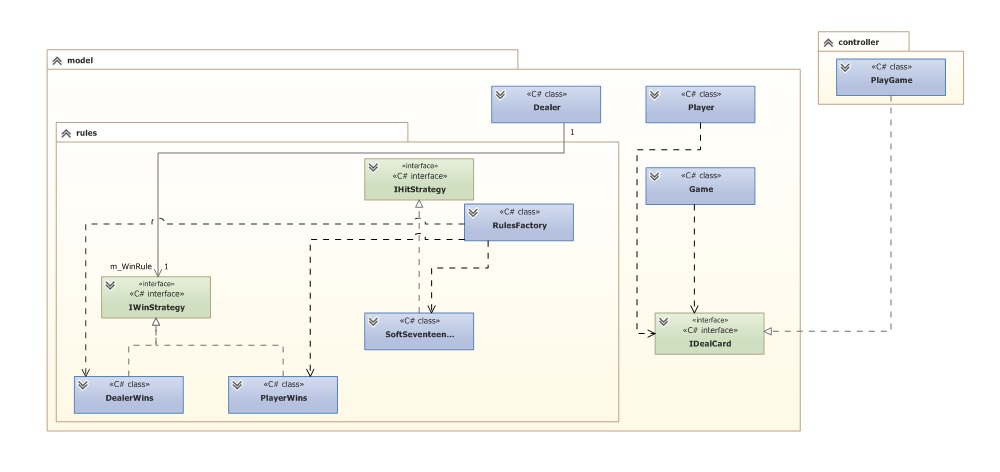 controller
«C# class»
PlayGame
model
«C# class»
Dealer
1
«C# class»
Player
rules
«interface»
«C# interface»
IHitStrategy
«C# class»
Game
«C# class»
RulesFactory
m_WinRule
1
«interface»
«C# interface»
IWinStrategy
«C# class»
SoftSeventeen...
«interface»
«C# interface»
IDealCard
«C# class»
DealerWins
«C# class»
PlayerWins